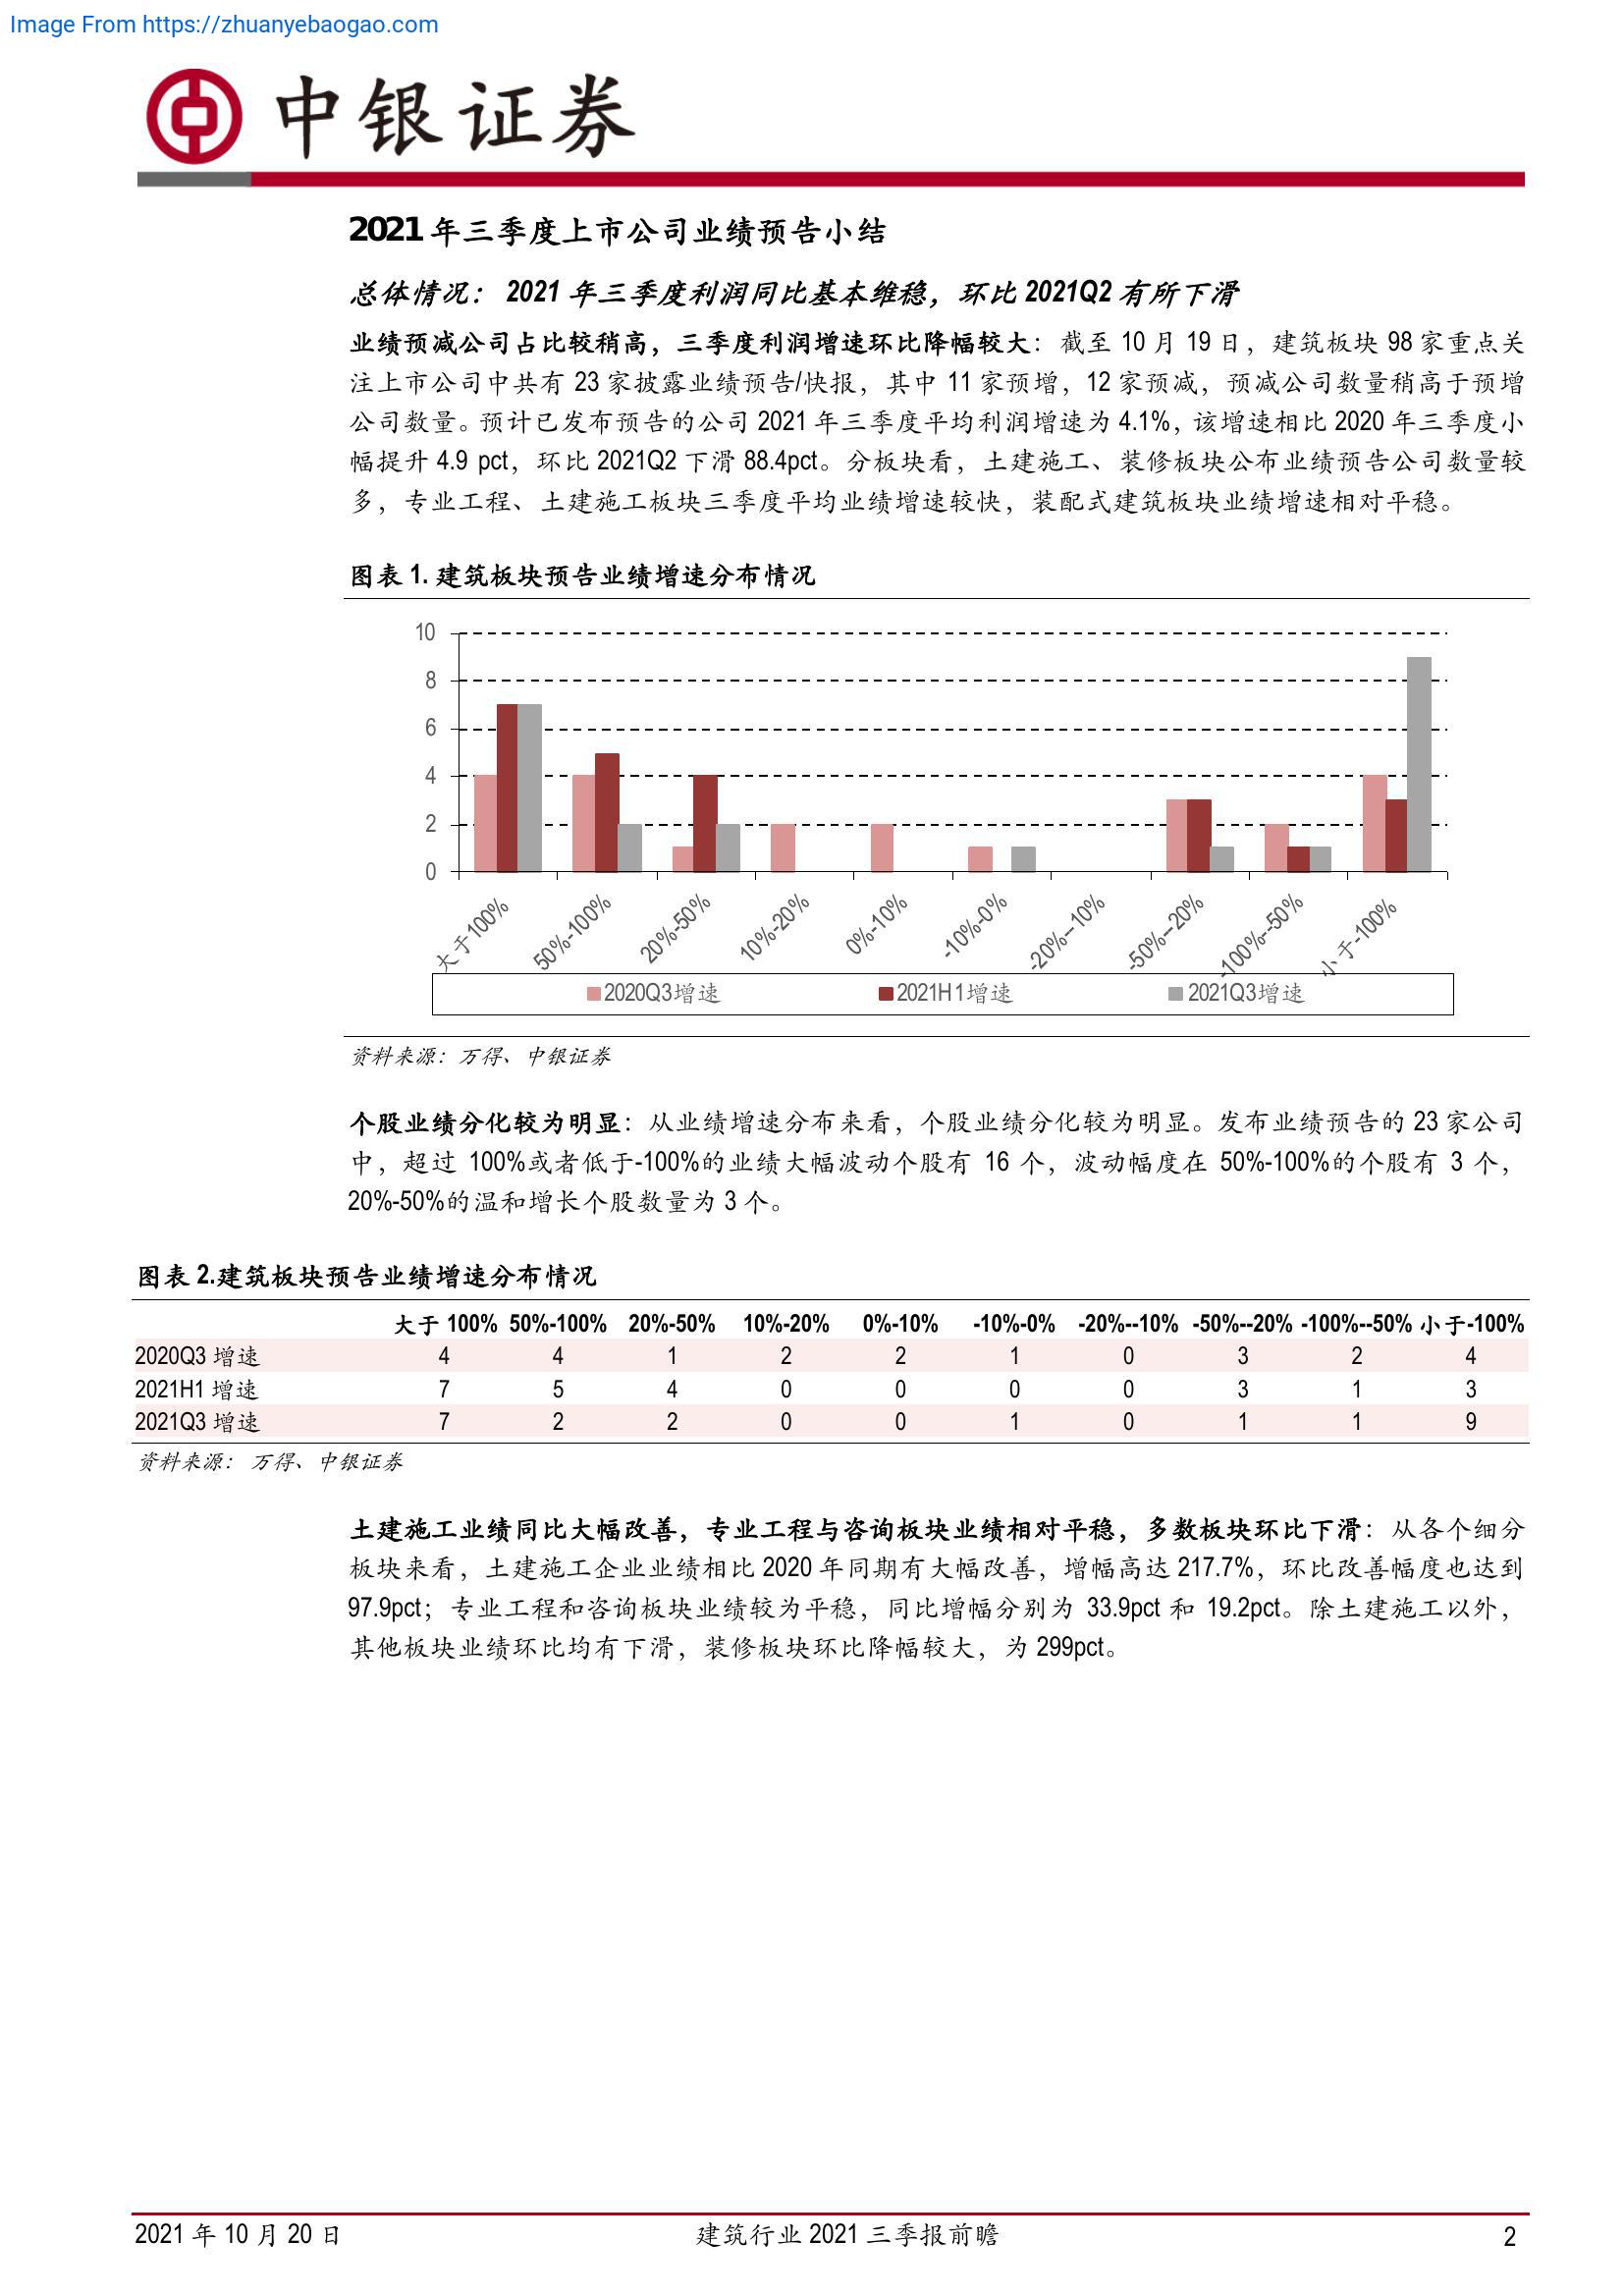 Image From https://zhuanyebaogao.com
中银证券
2021 年三季度上市公司业绩预告小结
总体情况： 2021 年三季度利润同比基本维稳，环比 2021Q2 有所下滑
业绩预减公司占比较稍高，三季度利润增速环比降幅较大：截至 10 月 19 日，建筑板块 98 家重点关
注上市公司中共有 23 家披露业绩预告/快报，其中 11 家预增，12 家预减，预减公司数量稍高于预增
公司数量。预计已发布预告的公司 2021 年三季度平均利润增速为 4.1%，该增速相比 2020 年三季度小
幅提升 4.9 pct，环比 2021Q2 下滑 88.4pct。分板块看，土建施工、装修板块公布业绩预告公司数量较
多，专业工程、土建施工板块三季度平均业绩增速较快，装配式建筑板块业绩增速相对平稳。
图表 1. 建筑板块预告业绩增速分布情况
10
8
6
4
2
0
大于100% 50%-100% 20%-50% 10%-20% 0%-10% -10%-0% -20%--10% -50%--20% -100%--50% 小于-100%
2020Q3增速 2021H1增速 2021Q3增速
资料来源：万得、中银证券
个股业绩分化较为明显：从业绩增速分布来看，个股业绩分化较为明显。发布业绩预告的 23 家公司
中，超过 100%或者低于-100%的业绩大幅波动个股有 16 个，波动幅度在 50%-100%的个股有 3 个，
20%-50%的温和增长个股数量为 3 个。
图表 2.建筑板块预告业绩增速分布情况
大于 100% 50%-100% 20%-50% 10%-20% 0%-10% -10%-0% -20%--10% -50%--20% -100%--50% 小于-100%
2020Q3 增速 4 4 1 2 2 1 0 3 2 4
2021H1 增速 7 5 4 0 0 0 0 3 1 3
2021Q3 增速 7 2 2 0 0 1 0 1 1 9
资料来源： 万得、中银证券
土建施工业绩同比大幅改善，专业工程与咨询板块业绩相对平稳，多数板块环比下滑：从各个细分
板块来看，土建施工企业业绩相比 2020 年同期有大幅改善，增幅高达 217.7%，环比改善幅度也达到
97.9pct；专业工程和咨询板块业绩较为平稳，同比增幅分别为 33.9pct 和 19.2pct。除土建施工以外，
其他板块业绩环比均有下滑，装修板块环比降幅较大，为 299pct。
2021 年 10 月 20 日 建筑行业 2021 三季报前瞻 2